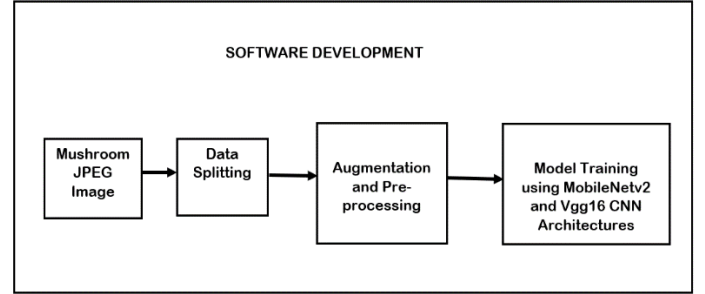 SOFTWARE DEVELOPMENT
Mushroom
JPEG
Image
Data
Splitting
Augmentation
and Pre-
processing
Model Training
using MobileNetv2
and Vgg16 CNN
Architectures